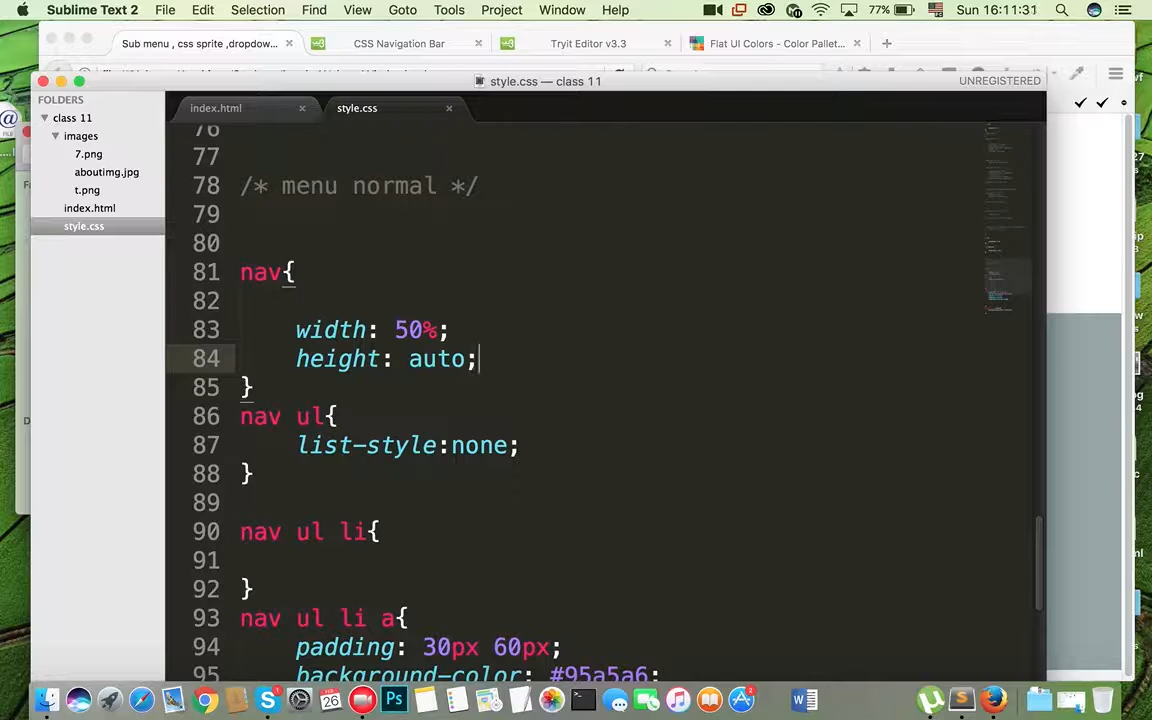 Sublime Text 2 File Edit Selection Find View Goto Tools Project Window Help 77% Sun 16:11:31
Sub menu , css sprite ,dropdow... CSS Navigation Bar Tryit Editor v3.3 Flat UI Colors - Color Pallet...
style.css — class 11 UNREGISTERED
FOLDERS
class 11
images
7.png
aboutimg.jpg
t.png
index.html
style.css
index.html style.css
76
77
78 /* menu normal */
79
80
81 nav{
82
83 width: 50%;
84 height: auto;
85 }
86 nav ul{
87 list-style:none;
88 }
89
90 nav ul li{
91
92 }
93 nav ul li a{
94 padding: 30px 60px;
95 background-color: #95a5a6;